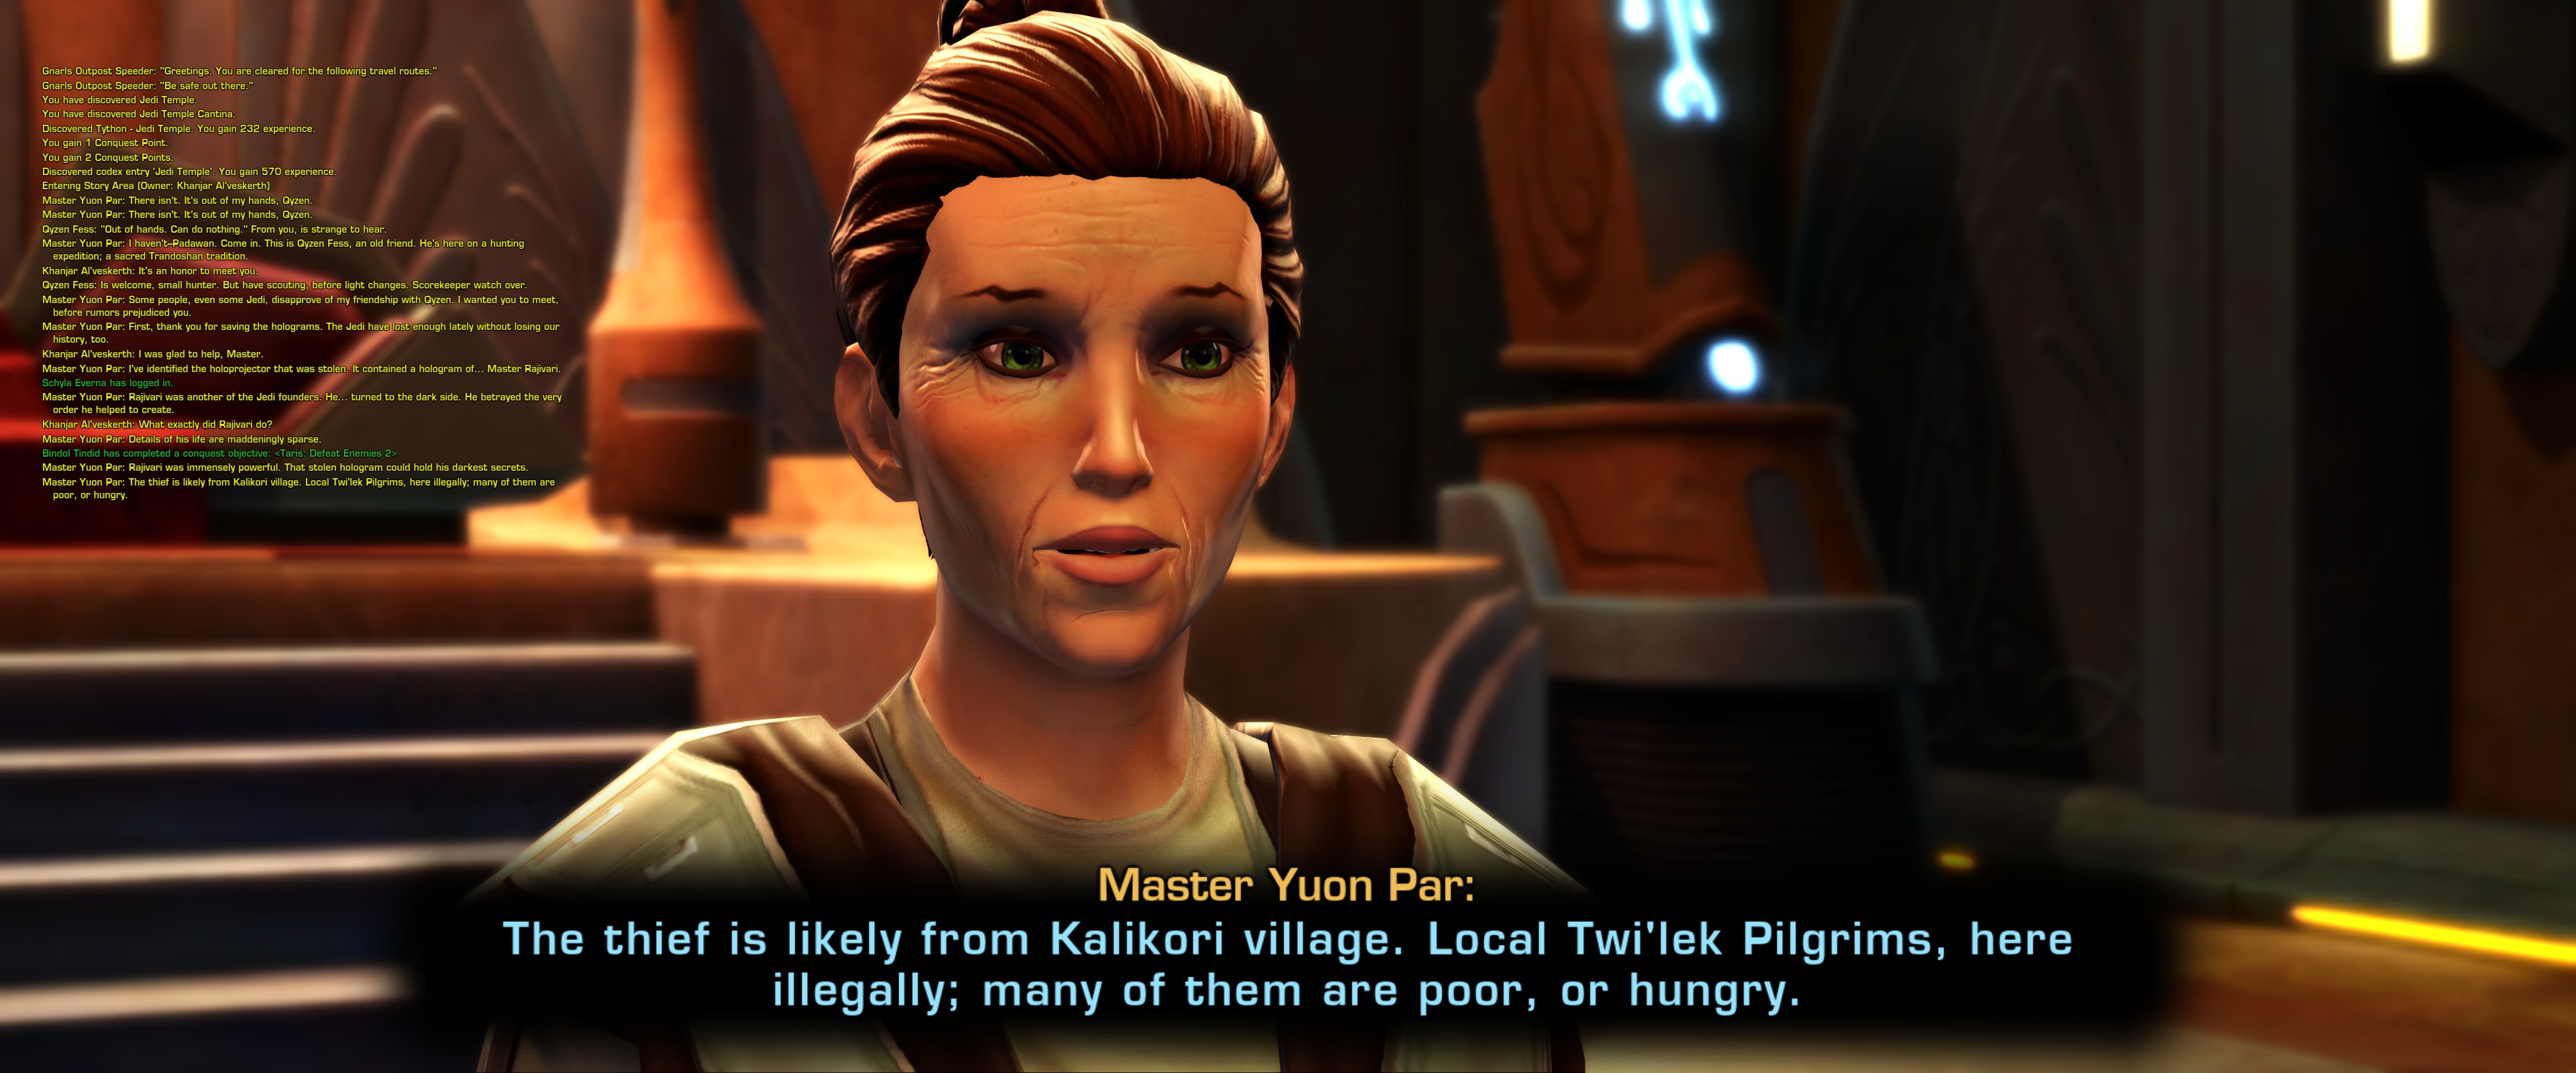 Gnarls Outpost Speeder: "Greetings. You are cleared for the following travel routes."
Gnarls Outpost Speeder: "Be safe out there."
You have discovered Jedi Temple.
You have discovered Jedi Temple Cantina.
Discovered Tython - Jedi Temple. You gain 232 experience.
You gain 1 Conquest Point.
You gain 2 Conquest Points.
Discovered codex entry 'Jedi Temple'. You gain 570 experience.
Entering Story Area (Owner: Khanjar Al'veskerth)
Master Yuon Par: There isn't. It's out of my hands, Qyzen.
Master Yuon Par: There isn't. It's out of my hands, Qyzen.
Qyzen Fess: "Out of hands. Can do nothing." From you, is strange to hear.
Master Yuon Par: I haven't--Padawan. Come in. This is Qyzen Fess, an old friend. He's here on a hunting
expedition; a sacred Trandoshan tradition.
Khanjar Al'veskerth: It's an honor to meet you.
Qyzen Fess: Is welcome, small hunter. But have scouting, before light changes. Scorekeeper watch over.
Master Yuon Par: Some people, even some Jedi, disapprove of my friendship with Qyzen. I wanted you to meet,
before rumors prejudiced you.
Master Yuon Par: First, thank you for saving the holograms. The Jedi have lost enough lately without losing our
history, too.
Khanjar Al'veskerth: I was glad to help, Master.
Master Yuon Par: I've identified the holoprojector that was stolen. It contained a hologram of... Master Rajivari.
Schyla Everna has logged in.
Master Yuon Par: Rajivari was another of the Jedi founders. He... turned to the dark side. He betrayed the very
order he helped to create.
Khanjar Al'veskerth: What exactly did Rajivari do?
Master Yuon Par: Details of his life are maddeningly sparse.
Bindol Tindid has completed a conquest objective: <Taris: Defeat Enemies 2>
Master Yuon Par: Rajivari was immensely powerful. That stolen hologram could hold his darkest secrets.
Master Yuon Par: The thief is likely from Kalikori village. Local Twi'lek Pilgrims, here illegally; many of them are
poor, or hungry.
Master Yuon Par:
The thief is likely from Kalikori village. Local Twi'lek Pilgrims, here
illegally; many of them are poor, or hungry.